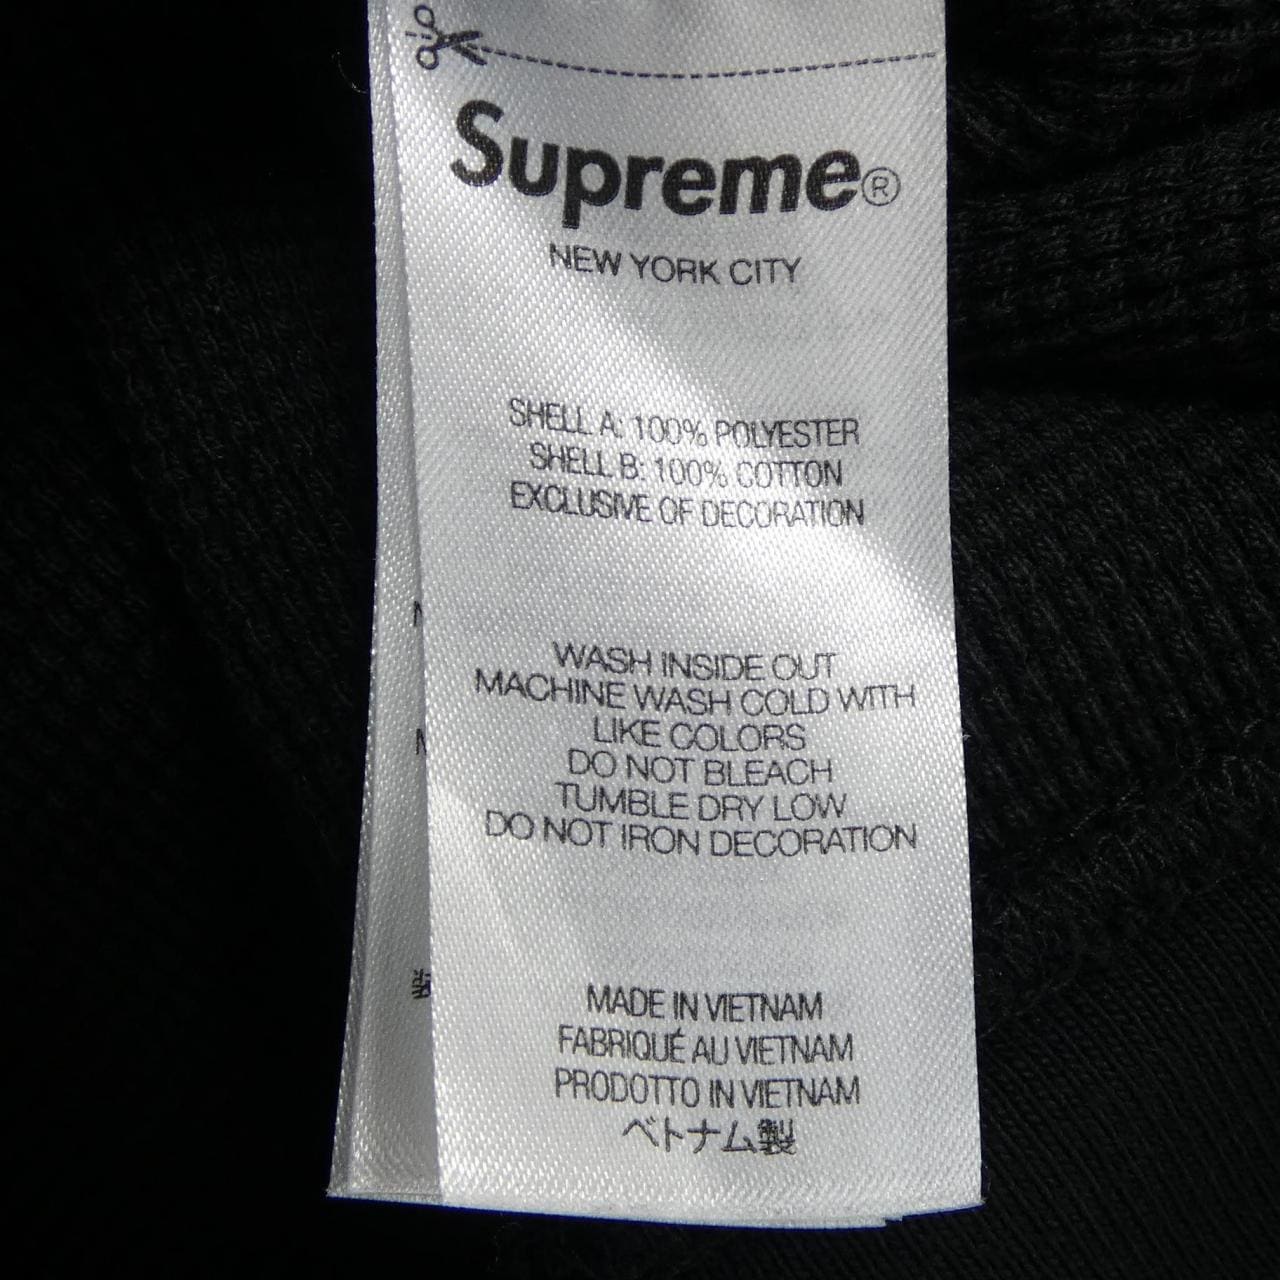 Supreme®
NEW YORK CITY
SHELL A: 100% POLYESTER
SHELL B: 100% COTTON
EXCLUSIVE OF DECORATION
WASH INSIDE OUT
MACHINE WASH COLD WITH
LIKE COLORS
DO NOT BLEACH
TUMBLE DRY LOW
DO NOT IRON DECORATION
MADE IN VIETNAM
FABRIQUÉ AU VIETNAM
PRODOTTO IN VIETNAM
ベトナム製